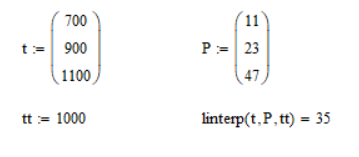 t := ( 700 900 1100 ) P := ( 11 23 47 )
tt := 1000 linterp(t,P,tt) = 35